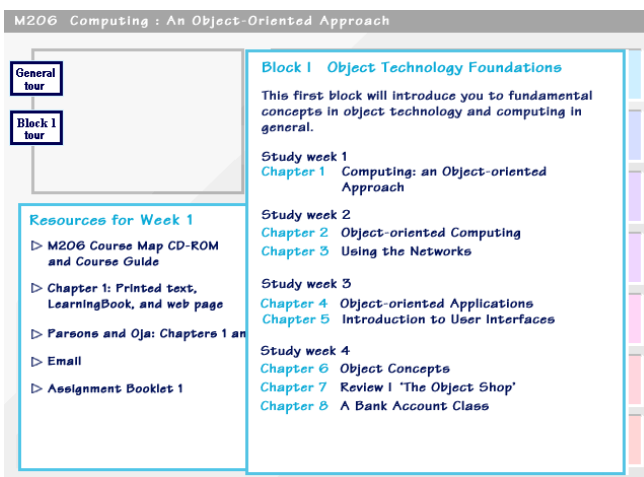 M206 Computing : An Object-Oriented Approach
General
tour
Block 1
tour
Resources for Week 1
▷ M206 Course Map CD-ROM
and Course Guide
▷ Chapter 1: Printed text,
LearningBook, and web page
▷ Parsons and Oja: Chapters 1 an
▷ Email
▷ Assignment Booklet 1
Block 1 Object Technology Foundations
This first block will introduce you to fundamental
concepts in object technology and computing in
general.
Study week 1
Chapter 1 Computing: an Object-oriented
Approach
Study week 2
Chapter 2 Object-oriented Computing
Chapter 3 Using the Networks
Study week 3
Chapter 4 Object-oriented Applications
Chapter 5 Introduction to User Interfaces
Study week 4
Chapter 6 Object Concepts
Chapter 7 Review 1 'The Object Shop'
Chapter 8 A Bank Account Class